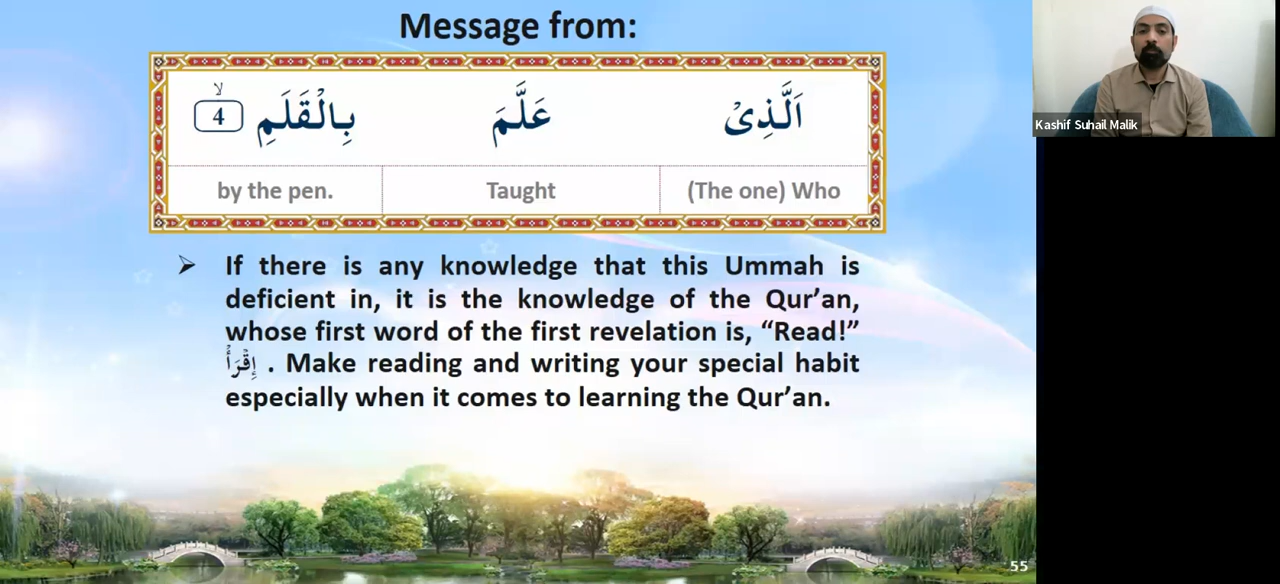 Message from:
اَلَّذِىْ عَلَّمَ بِالْقَلَمِ ۙ 4
(The one) Who Taught by the pen.
Kashif Suhail Malik
➢ If there is any knowledge that this Ummah is
deficient in, it is the knowledge of the Qur’an,
whose first word of the first revelation is, “Read!”
اِقْرَأْ . Make reading and writing your special habit
especially when it comes to learning the Qur’an.
55